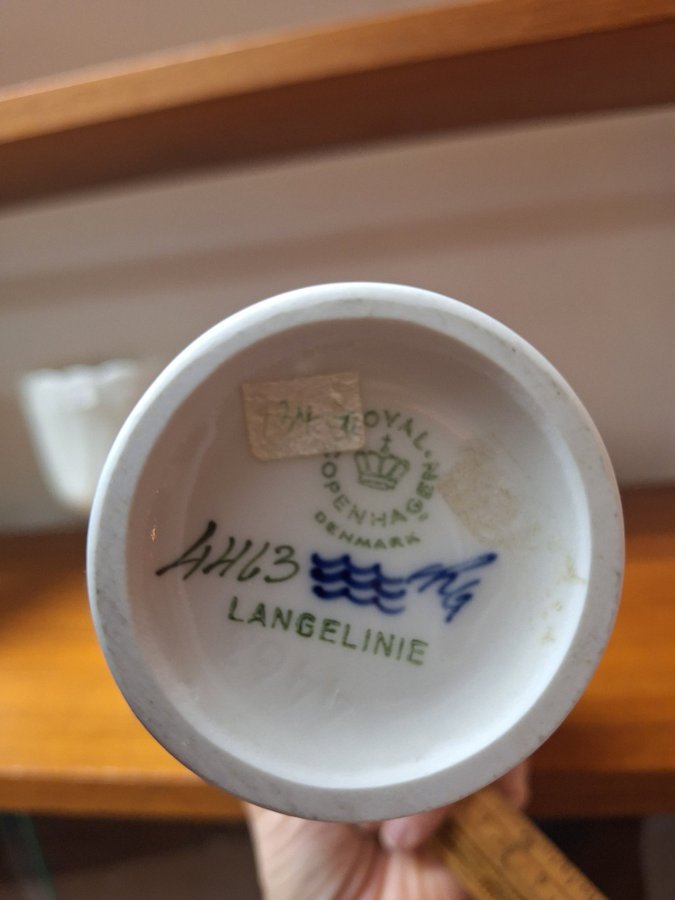 ROYAL
COPENHAGEN
DENMARK
4463
LANGELINIE